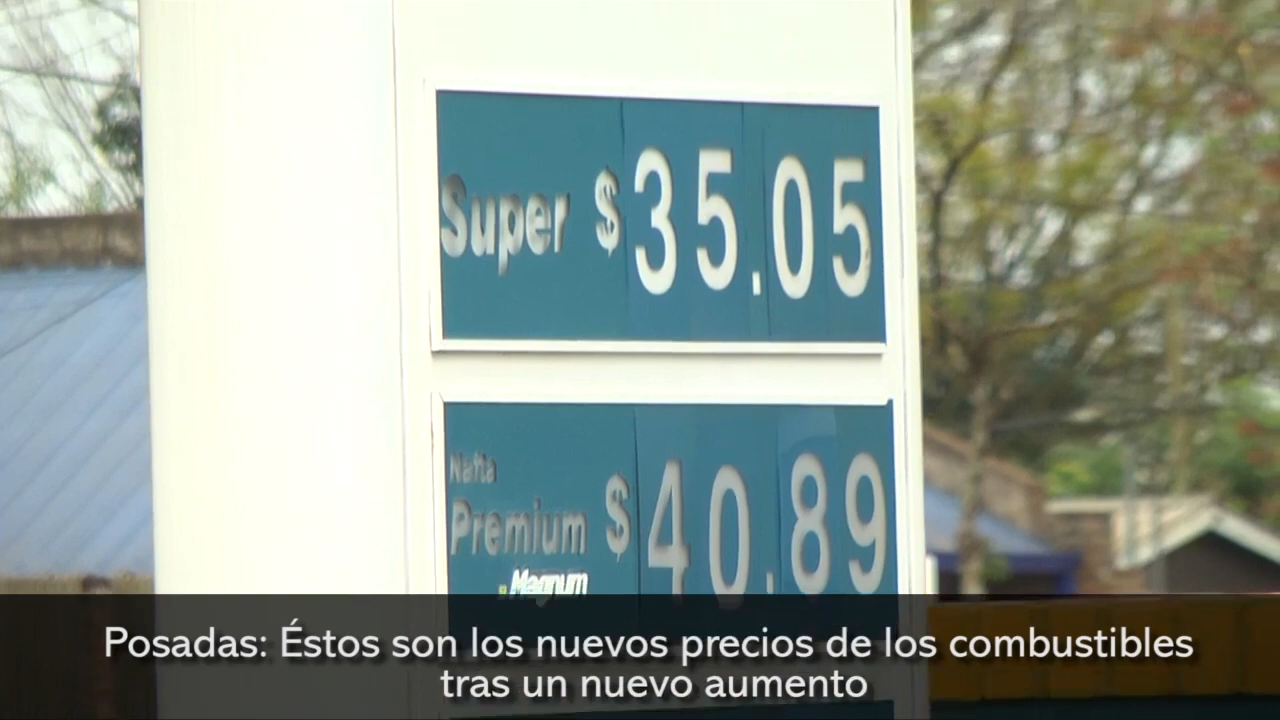 Super $ 35.05
Nafta
Premium $ 40.89
Magnum
Posadas: Éstos son los nuevos precios de los combustibles
tras un nuevo aumento